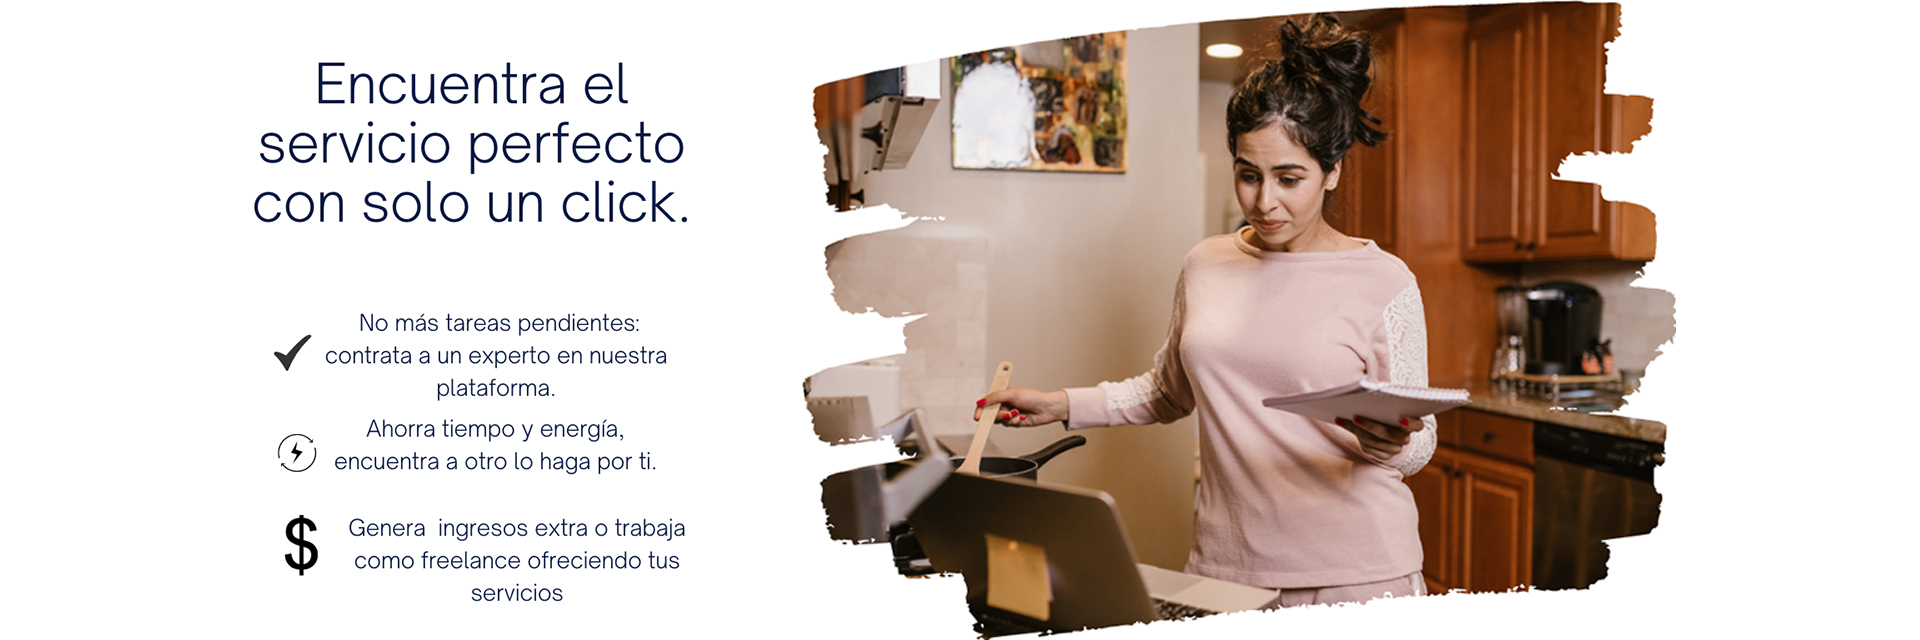 Encuentra el
servicio perfecto
con solo un click.
No más tareas pendientes:
contrata a un experto en nuestra
plataforma.
Ahorra tiempo y energía,
encuentra a otro lo haga por ti.
$ Genera ingresos extra o trabaja
como freelance ofreciendo tus
servicios